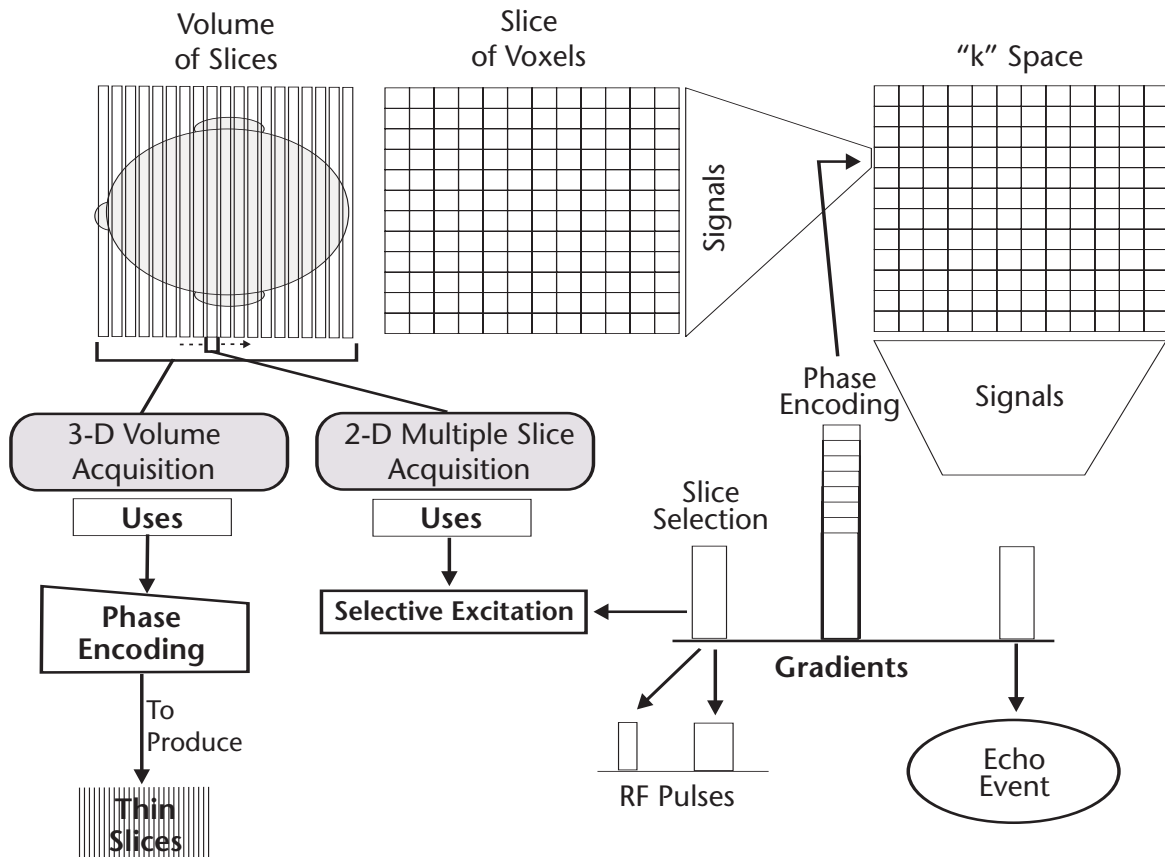 Volume
of Slices
Slice
of Voxels
“k” Space
Signals
Phase
Encoding
Signals
3-D Volume
Acquisition
2-D Multiple Slice
Acquisition
Slice
Selection
Uses
Uses
Phase
Encoding
Selective Excitation
Gradients
To
Produce
RF Pulses
Echo
Event
Thin
Slices